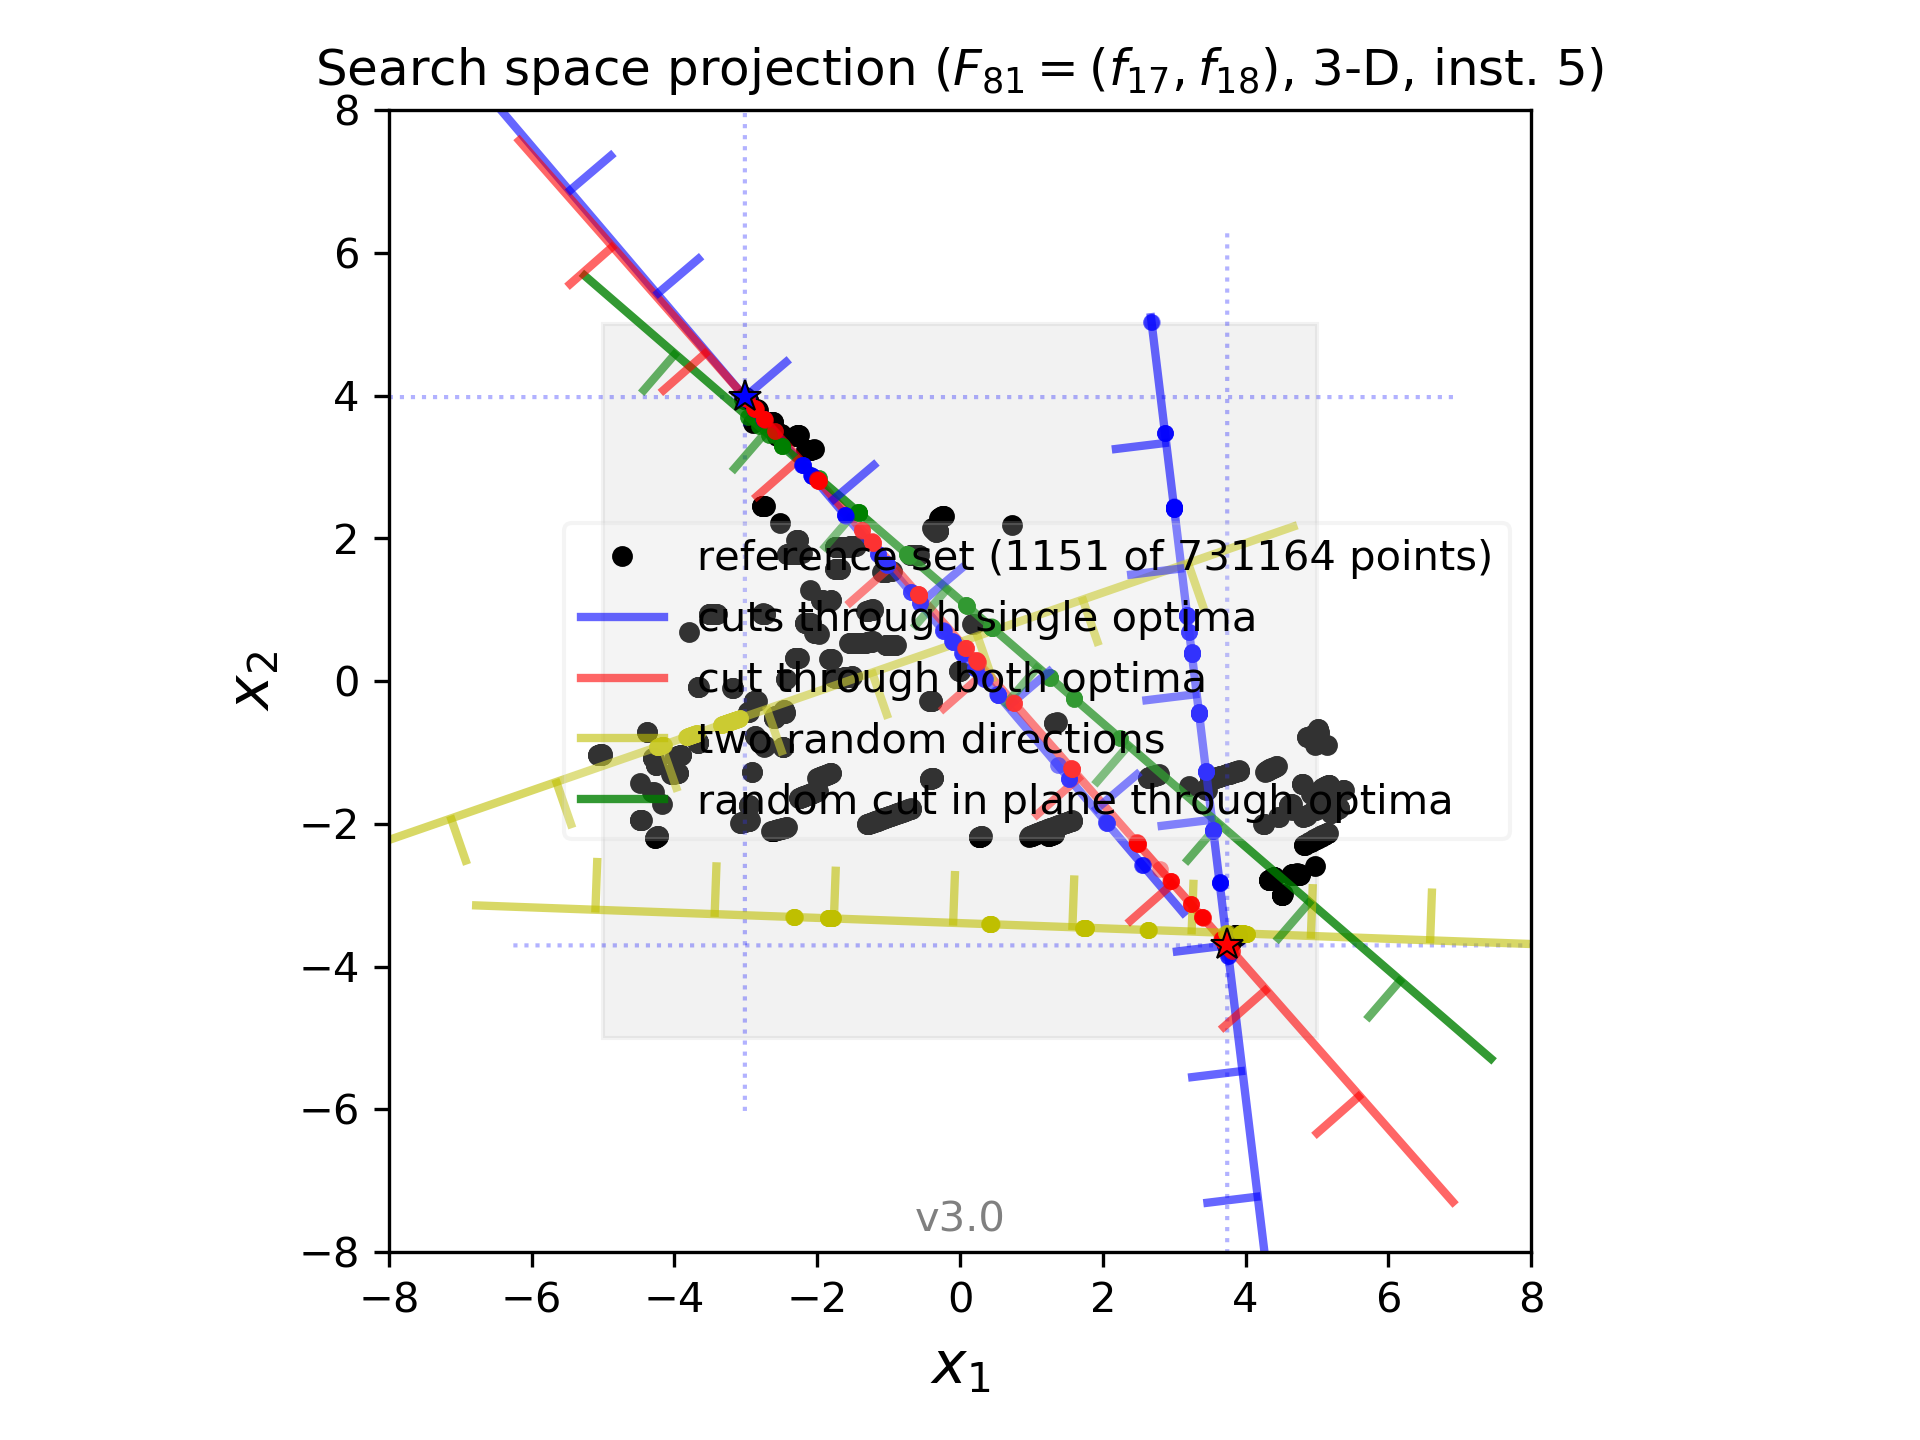 Search space projection (F81 = (f17, f18), 3-D, inst. 5)
8
6
4
2
0
−2
−4
−6
−8
x2
reference set (1151 of 731164 points)
cuts through single optima
cut through both optima
two random directions
random cut in plane through optima
v3.0
−8 −6 −4 −2 0 2 4 6 8
x1